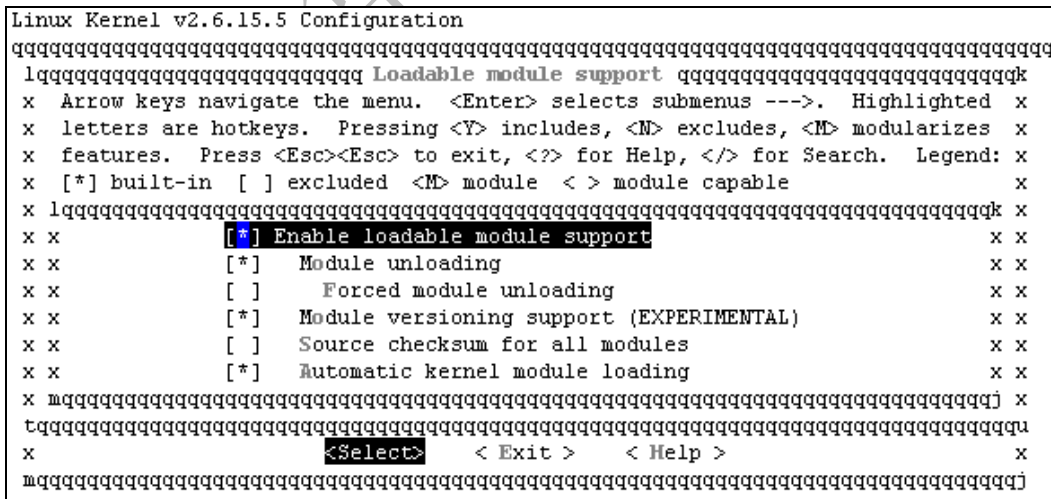 Linux Kernel v2.6.15.5 Configuration
qqqqqqqqqqqqqqqqqqqqqqqqqqqqqqqqqqqqqqqqqqqqqqqqqqqqqqqqqqqqqqqqqqqqqqqqqqqqqqqqqqq
lqqqqqqqqqqqqqqqqqqqqqqqqqqq Loadable module support qqqqqqqqqqqqqqqqqqqqqqqqqqqk
x  Arrow keys navigate the menu.  <Enter> selects submenus --->.  Highlighted  x
x  letters are hotkeys.  Pressing <Y> includes, <N> excludes, <M> modularizes  x
x  features.  Press <Esc><Esc> to exit, <?> for Help, </> for Search.  Legend: x
x  [*] built-in  [ ] excluded  <M> module  < > module capable                  x
x lqqqqqqqqqqqqqqqqqqqqqqqqqqqqqqqqqqqqqqqqqqqqqqqqqqqqqqqqqqqqqqqqqqqqqqqqqqk x
x x             [*] Enable loadable module support                           x x
x x             [*]   Module unloading                                       x x
x x             [ ]     Forced module unloading                              x x
x x             [*]   Module versioning support (EXPERIMENTAL)               x x
x x             [ ]   Source checksum for all modules                        x x
x x             [*]   Automatic kernel module loading                        x x
x mqqqqqqqqqqqqqqqqqqqqqqqqqqqqqqqqqqqqqqqqqqqqqqqqqqqqqqqqqqqqqqqqqqqqqqqqqqj x
tqqqqqqqqqqqqqqqqqqqqqqqqqqqqqqqqqqqqqqqqqqqqqqqqqqqqqqqqqqqqqqqqqqqqqqqqqqqqqqu
x                        <Select>    < Exit >    < Help >                      x
mqqqqqqqqqqqqqqqqqqqqqqqqqqqqqqqqqqqqqqqqqqqqqqqqqqqqqqqqqqqqqqqqqqqqqqqqqqqqqqj